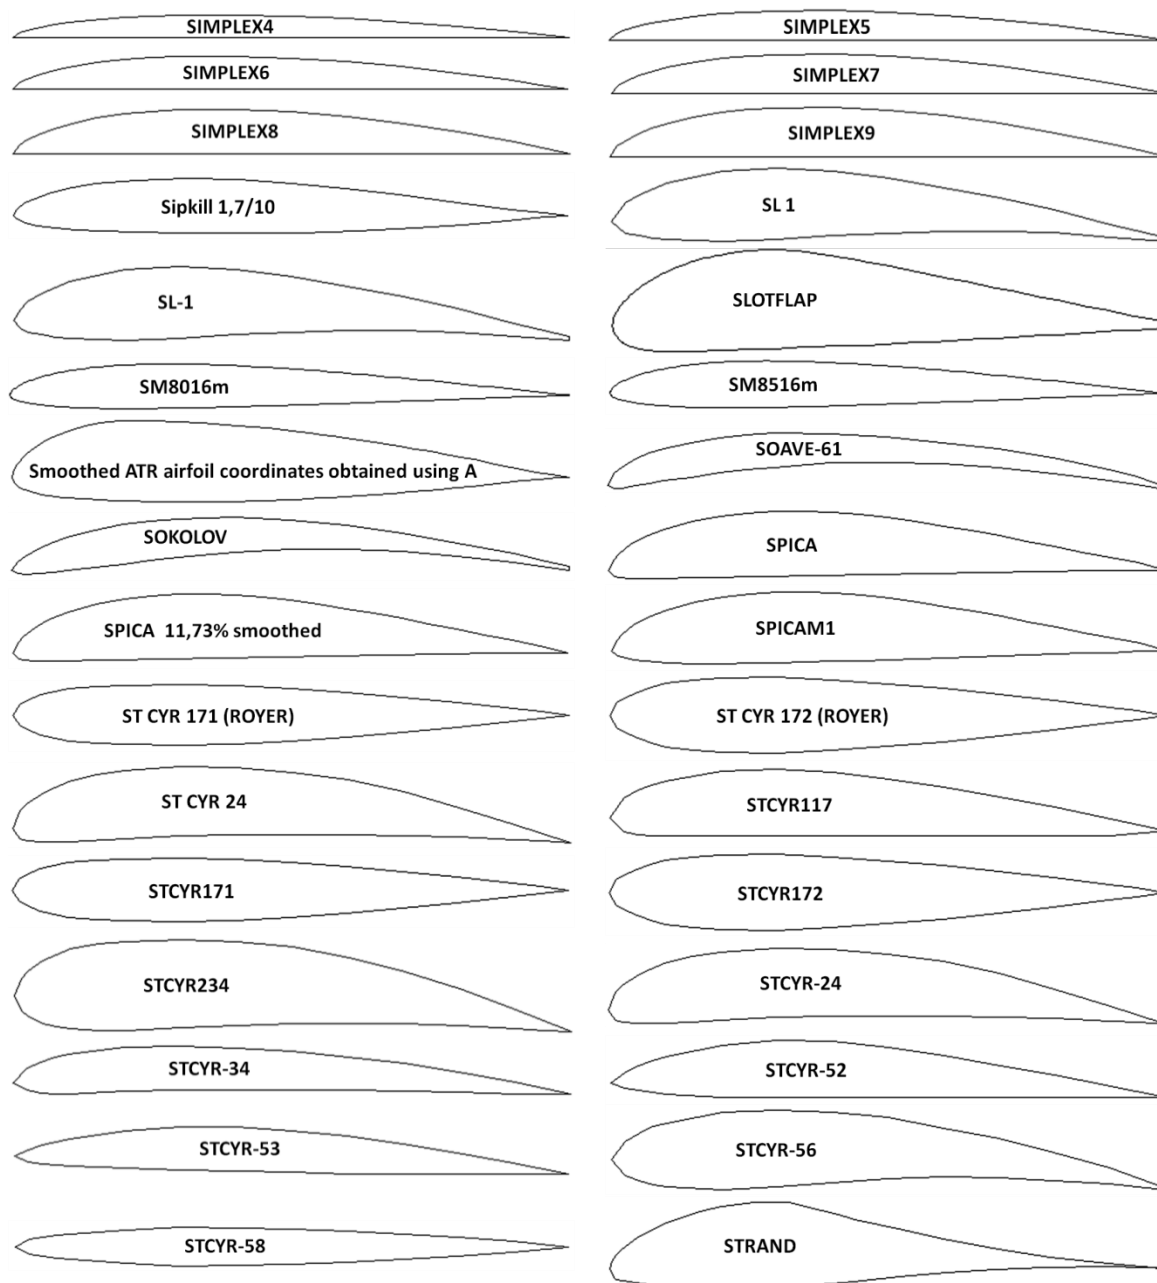 SIMPLEX4
SIMPLEX5
SIMPLEX6
SIMPLEX7
SIMPLEX8
SIMPLEX9
Sipkill 1,7/10
SL 1
SL-1
SLOTFLAP
SM8016m
SM8516m
Smoothed ATR airfoil coordinates obtained using A
SOAVE-61
SOKOLOV
SPICA
SPICA 11,73% smoothed
SPICAM1
ST CYR 171 (ROYER)
ST CYR 172 (ROYER)
ST CYR 24
STCYR117
STCYR171
STCYR172
STCYR234
STCYR-24
STCYR-34
STCYR-52
STCYR-53
STCYR-56
STCYR-58
STRAND